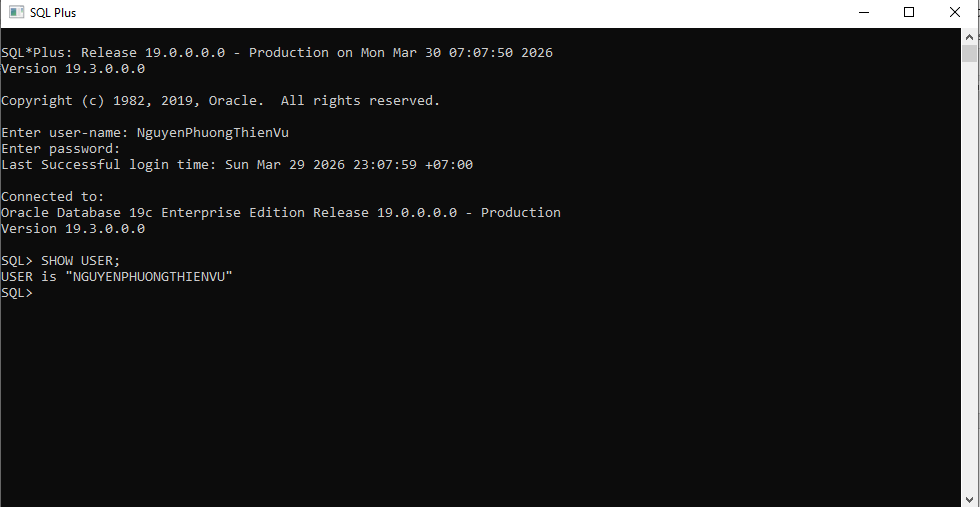 SQL Plus
SQL*Plus: Release 19.0.0.0.0 - Production on Mon Mar 30 07:07:50 2026
Version 19.3.0.0.0
Copyright (c) 1982, 2019, Oracle.  All rights reserved.
Enter user-name: NguyenPhuongThienVu
Enter password:
Last Successful login time: Sun Mar 29 2026 23:07:59 +07:00
Connected to:
Oracle Database 19c Enterprise Edition Release 19.0.0.0.0 - Production
Version 19.3.0.0.0
SQL> SHOW USER;
USER is "NGUYENPHUONGTHIENVU"
SQL>